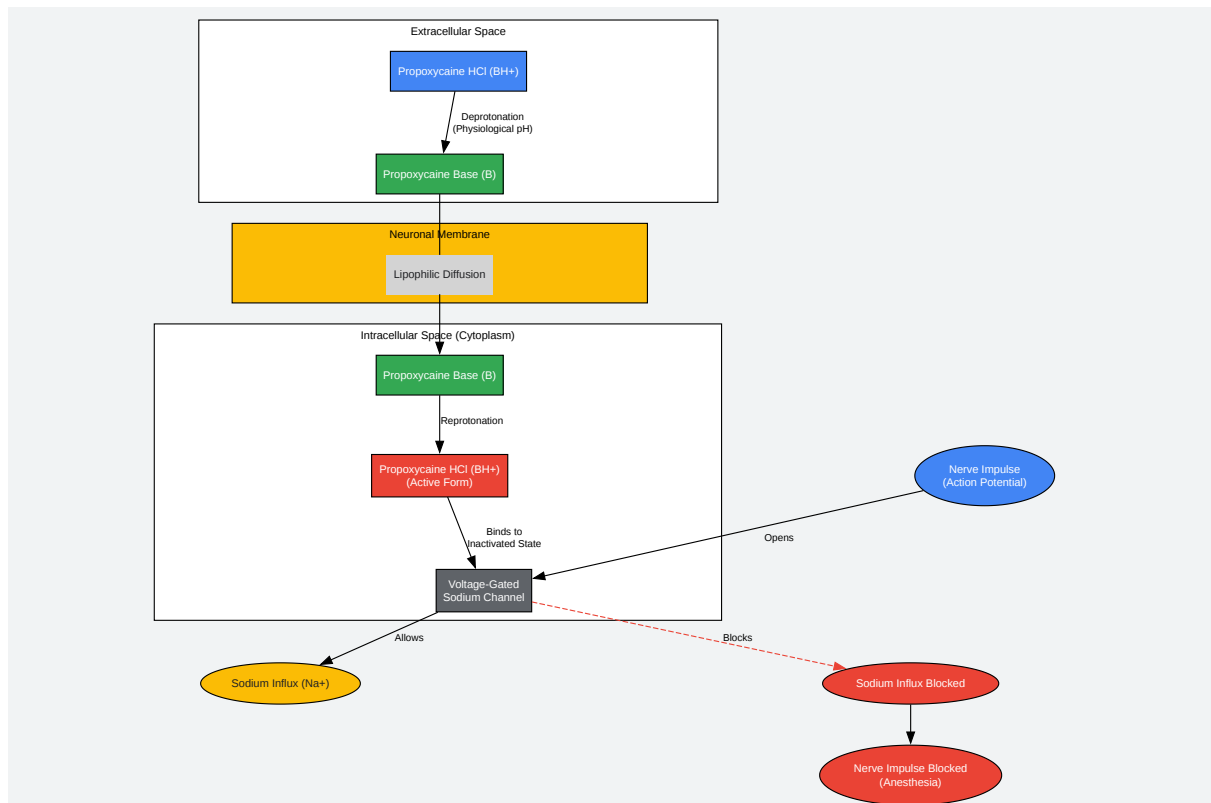 Extracellular Space
Propoxycaine HCl (BH+)
Deprotonation
(Physiological pH)
Propoxycaine Base (B)
Neuronal Membrane
Lipophilic Diffusion
Intracellular Space (Cytoplasm)
Propoxycaine Base (B)
Reprotonation
Propoxycaine HCl (BH+)
(Active Form)
Nerve Impulse
(Action Potential)
Binds to
Inactivated State
Opens
Voltage-Gated
Sodium Channel
Allows
Blocks
Sodium Influx (Na+)
Sodium Influx Blocked
Nerve Impulse Blocked
(Anesthesia)